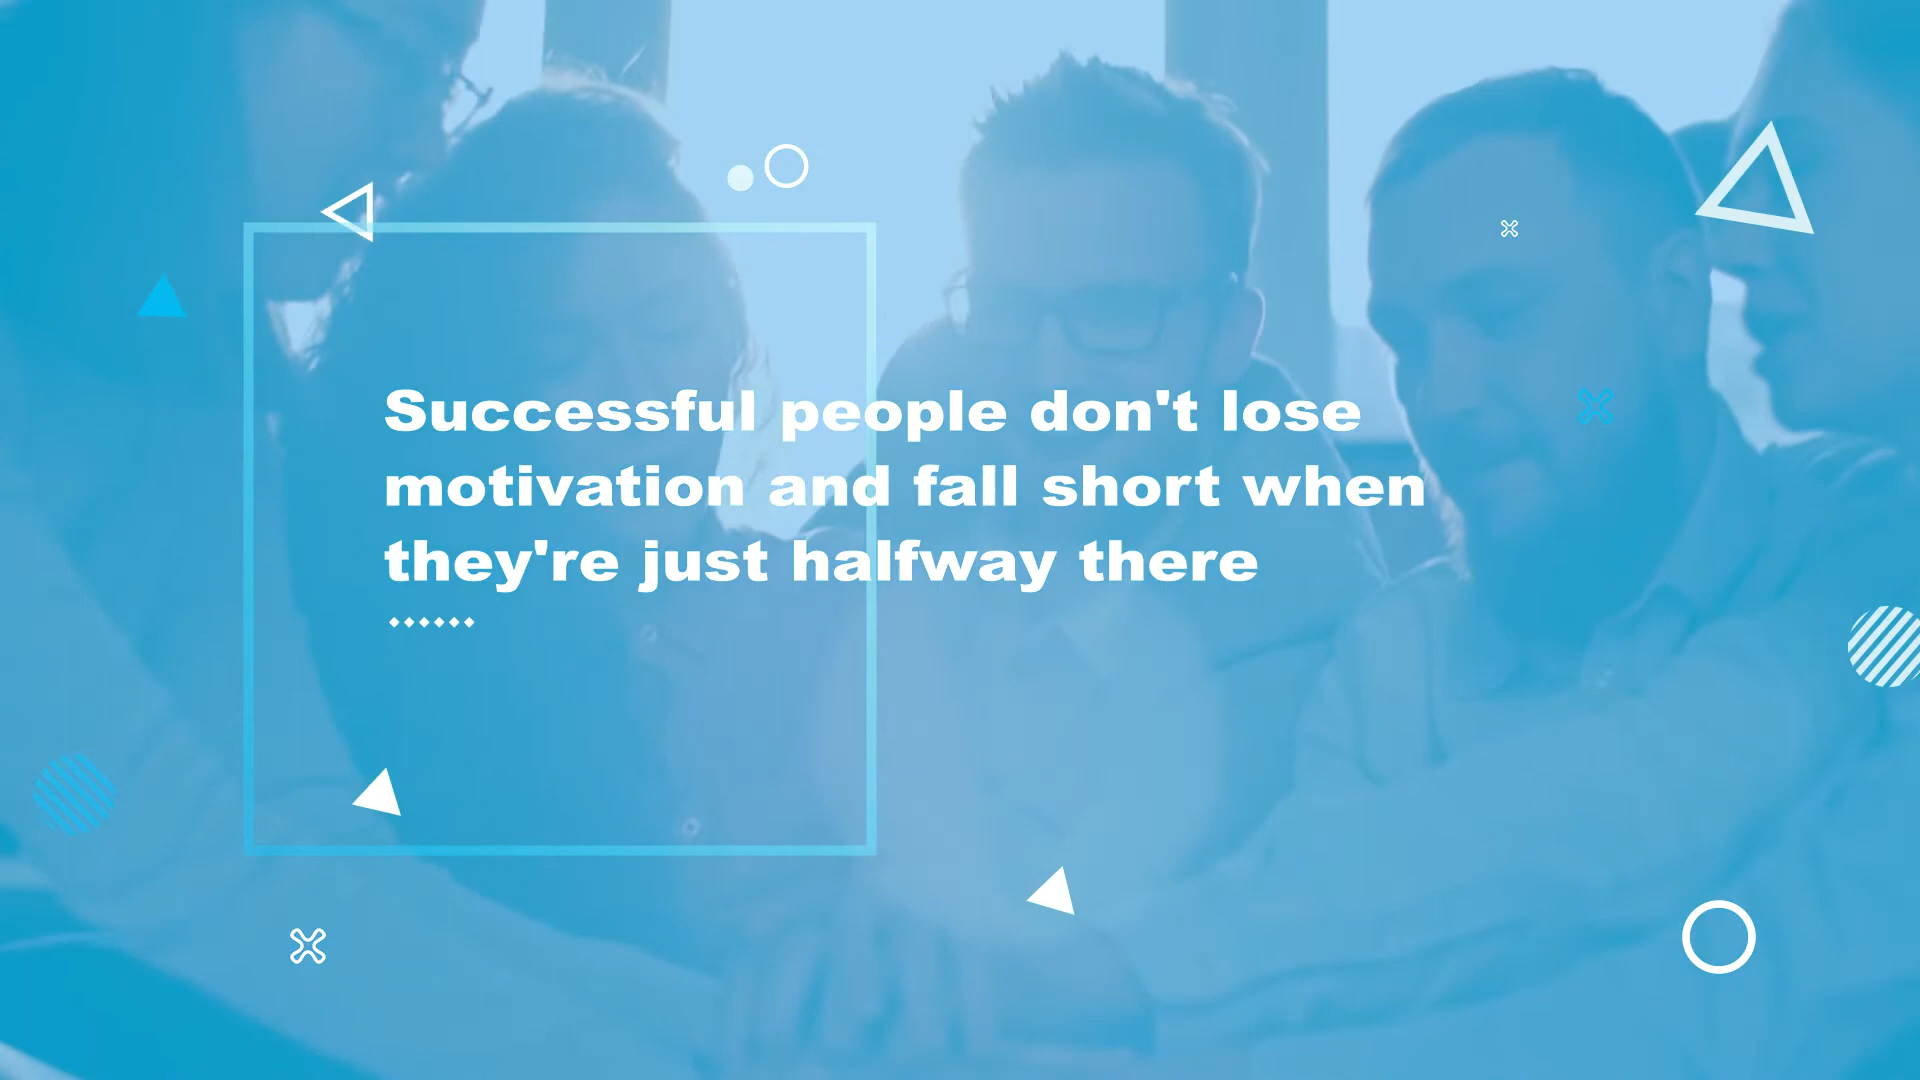 Successful people don't lose
motivation and fall short when
they're just halfway there